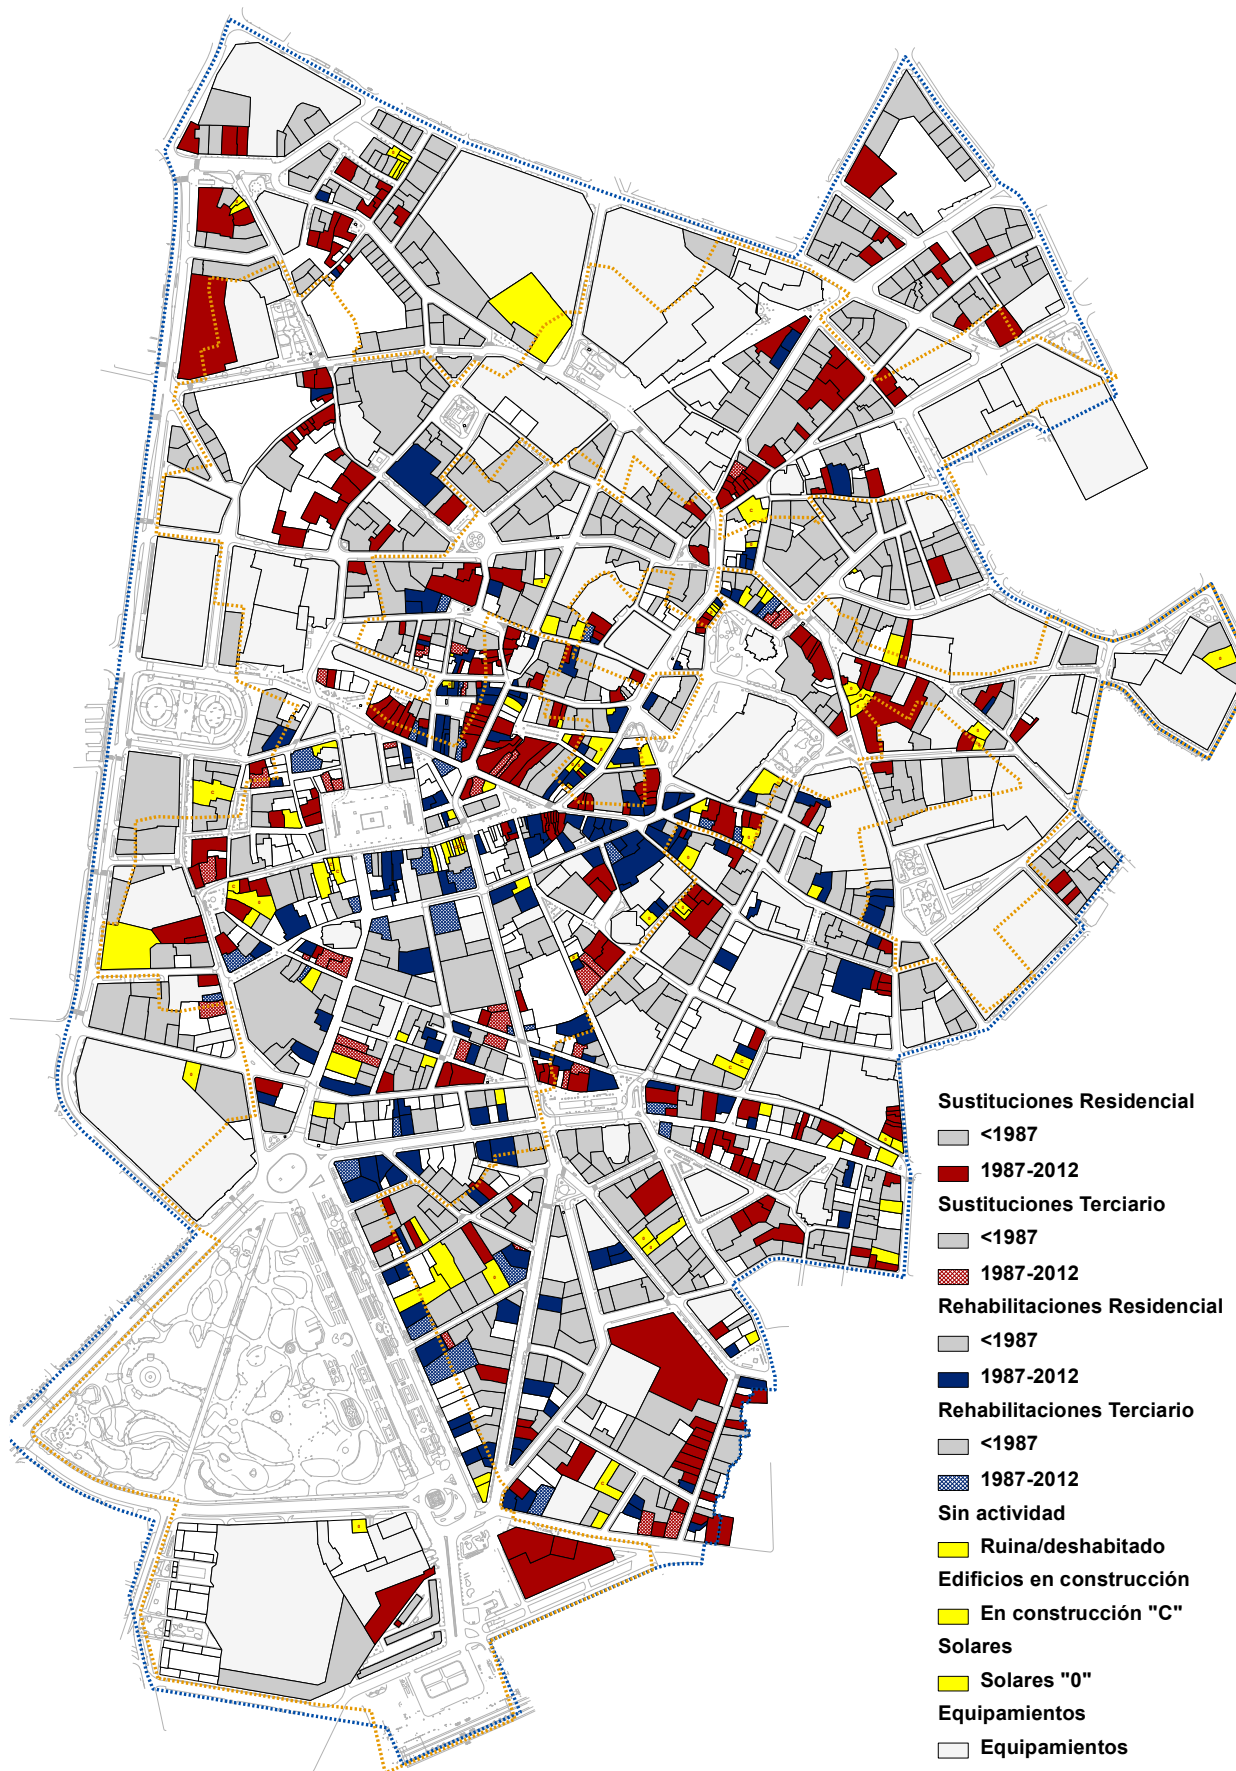 Sustituciones Residencial
<1987
1987-2012
Sustituciones Terciario
<1987
1987-2012
Rehabilitaciones Residencial
<1987
1987-2012
Rehabilitaciones Terciario
<1987
1987-2012
Sin actividad
Ruina/deshabitado
Edificios en construcción
En construcción "C"
Solares
Solares "0"
Equipamientos
Equipamientos